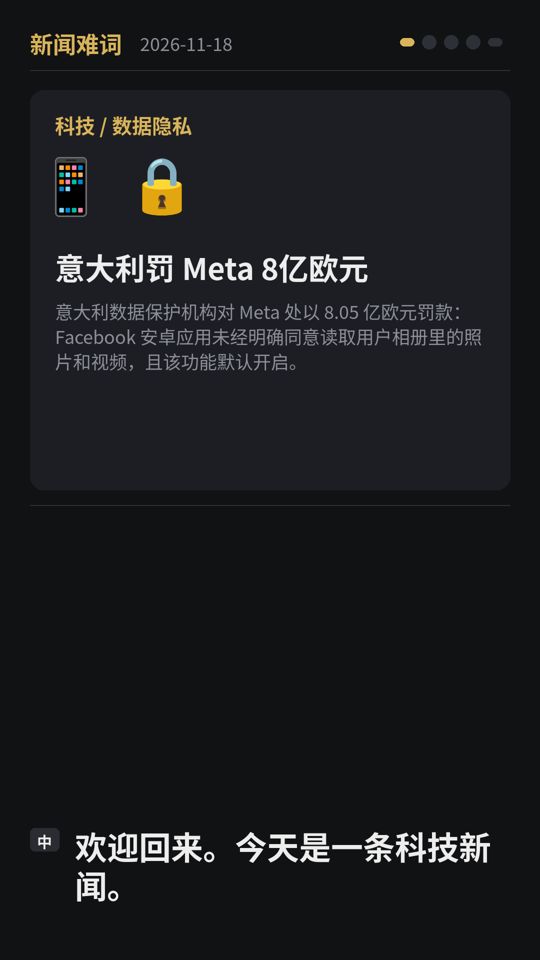 新闻难词 2026-11-18
科技 / 数据隐私
意大利罚 Meta 8亿欧元
意大利数据保护机构对 Meta 处以 8.05 亿欧元罚款：
Facebook 安卓应用未经明确同意读取用户相册里的照
片和视频，且该功能默认开启。
中 欢迎回来。今天是一条科技新
闻。